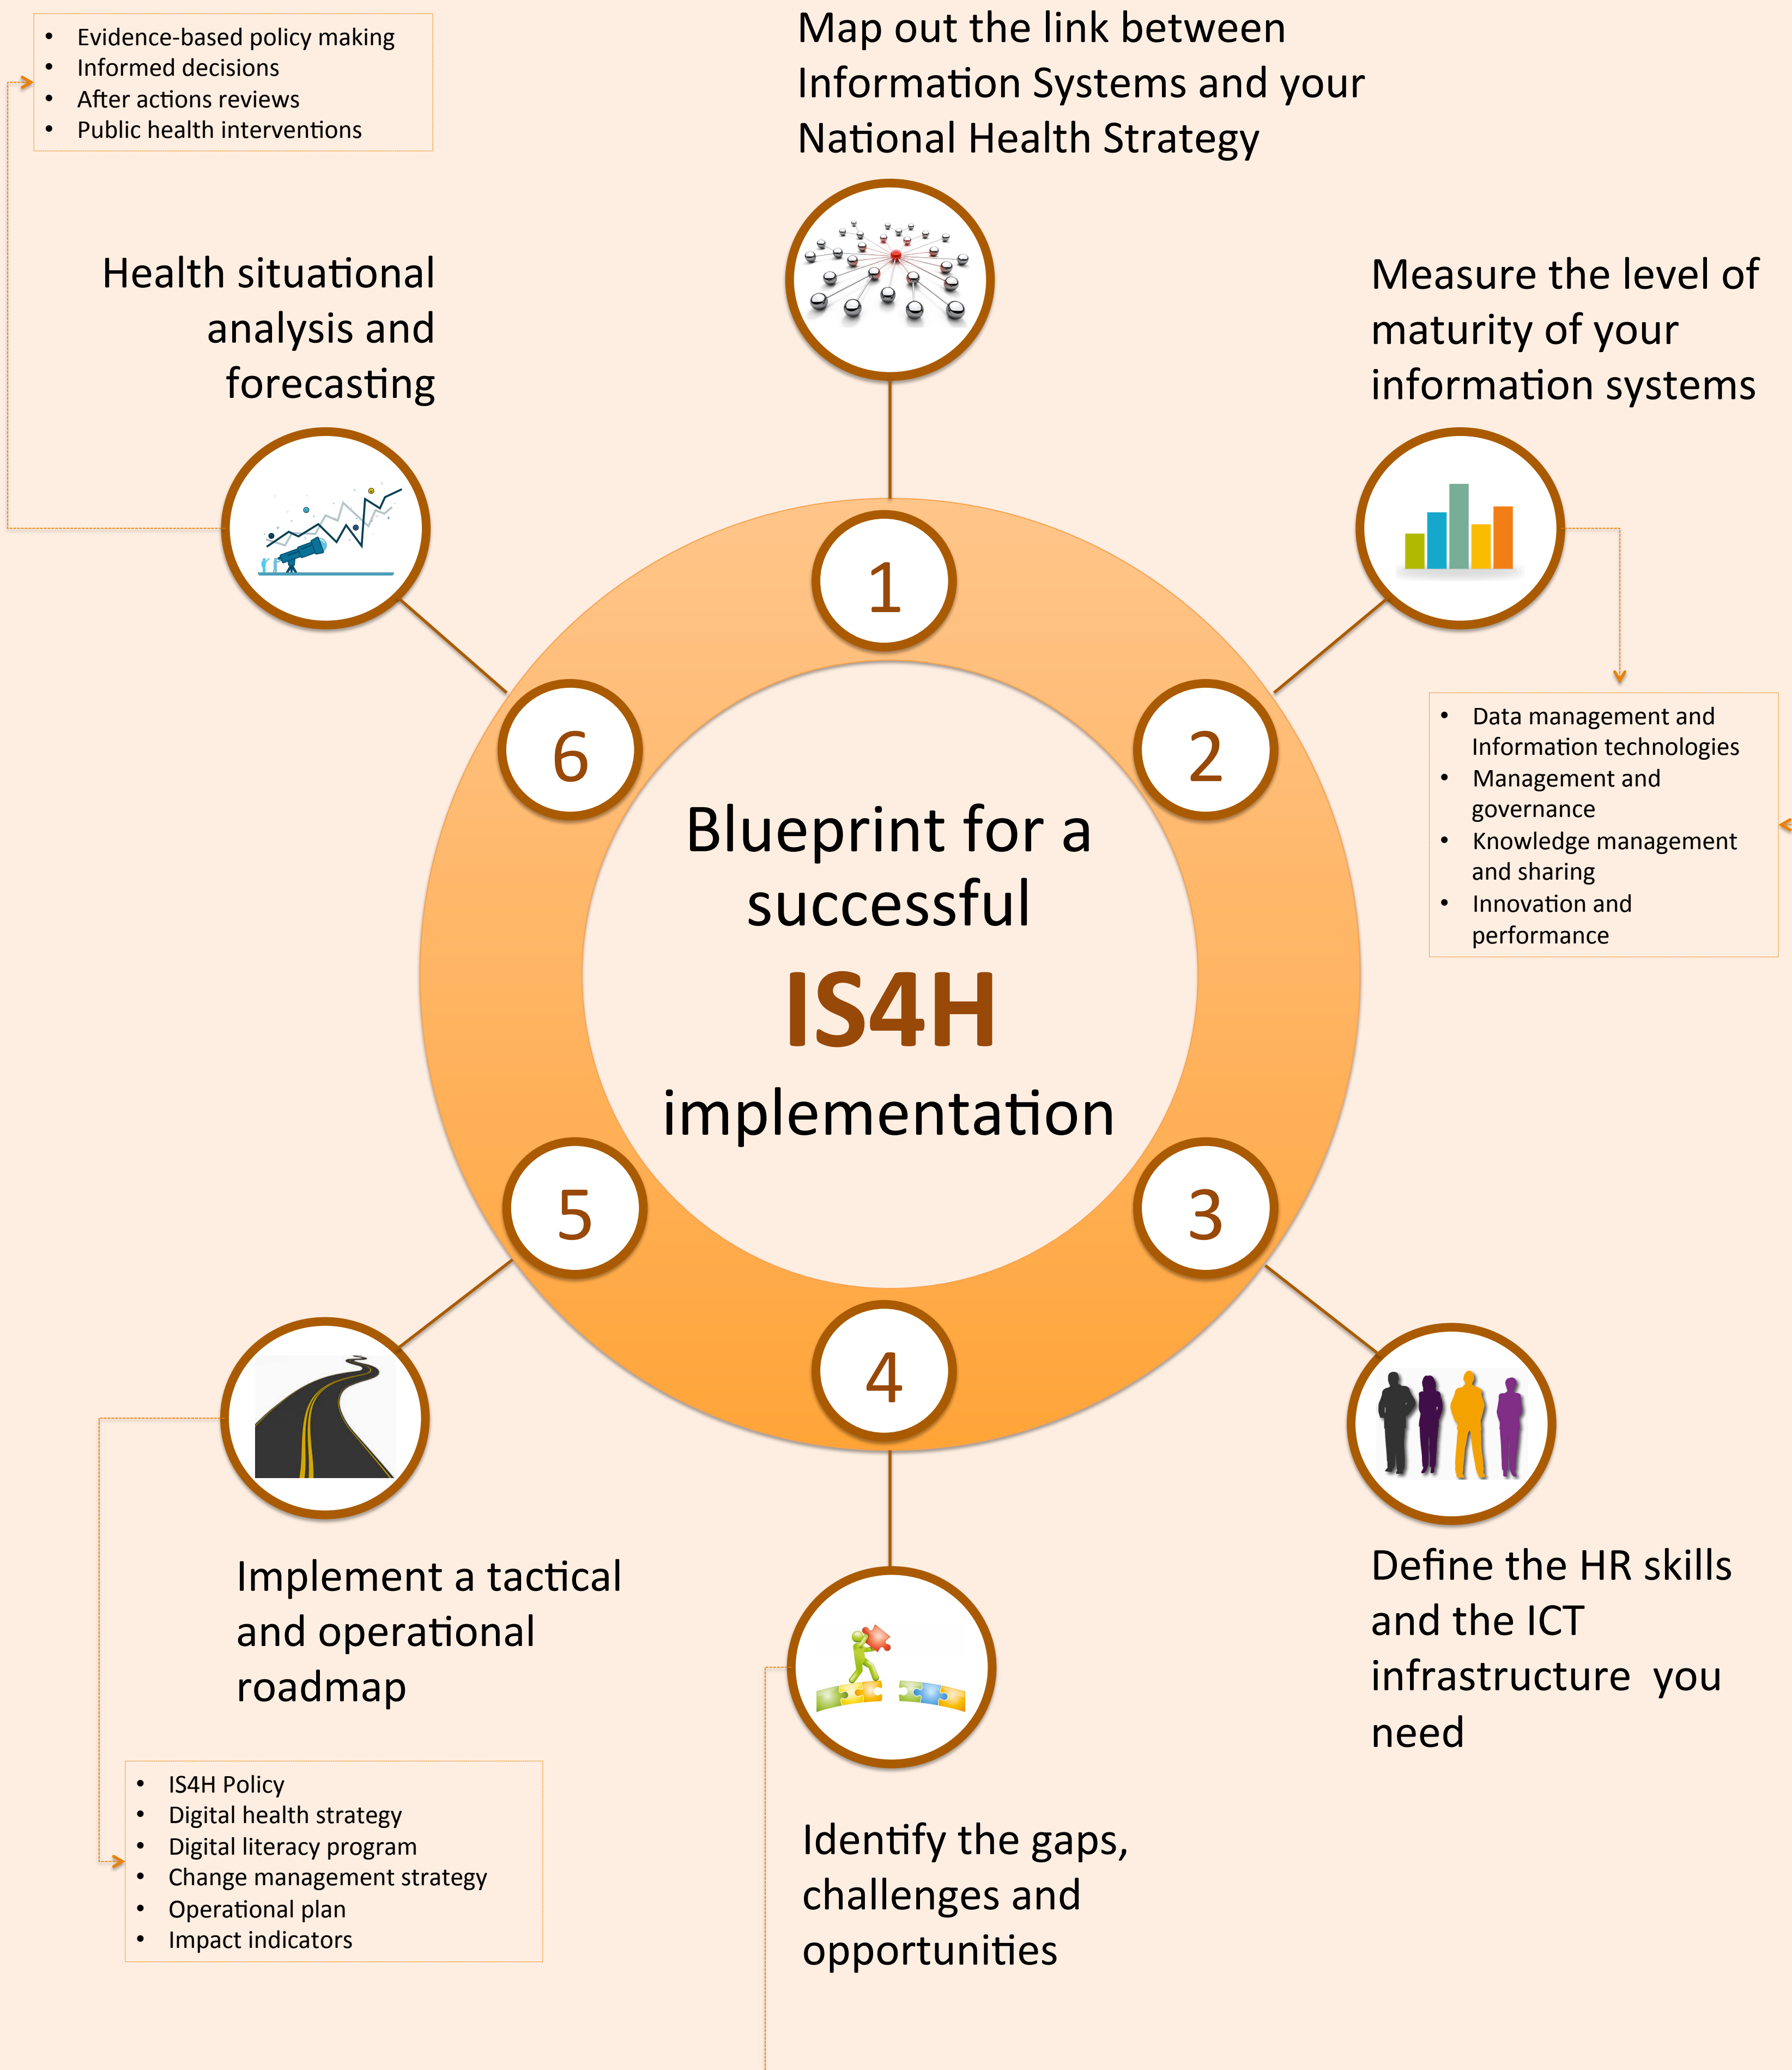 • Evidence-based policy making
• Informed decisions
• After actions reviews
• Public health interventions
Map out the link between
Information Systems and your
National Health Strategy
Health situational
analysis and
forecasting
Measure the level of
maturity of your
information systems
1
6
2
• Data management and
Information technologies
• Management and
governance
• Knowledge management
and sharing
• Innovation and
performance
Blueprint for a
successful
IS4H
implementation
5
3
4
Implement a tactical
and operational
roadmap
Define the HR skills
and the ICT
infrastructure  you
need
• IS4H Policy
• Digital health strategy
• Digital literacy program
• Change management strategy
• Operational plan
• Impact indicators
Identify the gaps,
challenges and
opportunities